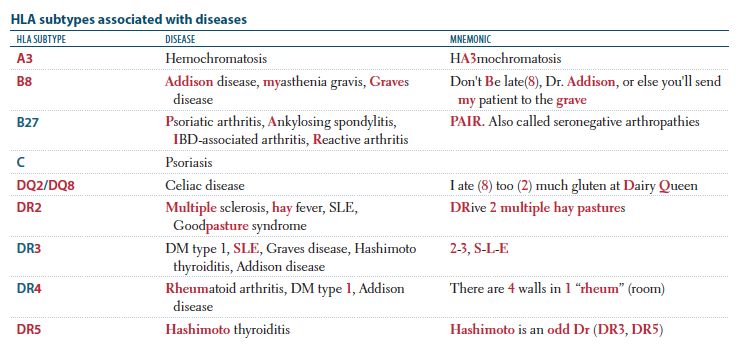 HLA subtypes associated with diseases
HLA SUBTYPE DISEASE MNEMONIC
A3 Hemochromatosis HA3mochromatosis
B8 Addison disease, myasthenia gravis, Graves Don't Be late(8), Dr. Addison, or else you'll send
disease my patient to the grave
B27 Psoriatic arthritis, Ankylosing spondylitis, PAIR. Also called seronegative arthropathies
IBD-associated arthritis, Reactive arthritis
C Psoriasis
DQ2/DQ8 Celiac disease I ate (8) too (2) much gluten at Dairy Queen
DR2 Multiple sclerosis, hay fever, SLE, DRive 2 multiple hay pastures
Goodpasture syndrome
DR3 DM type 1, SLE, Graves disease, Hashimoto 2-3, S-L-E
thyroiditis, Addison disease
DR4 Rheumatoid arthritis, DM type 1, Addison There are 4 walls in 1 “rheum” (room)
disease
DR5 Hashimoto thyroiditis Hashimoto is an odd Dr (DR3, DR5)